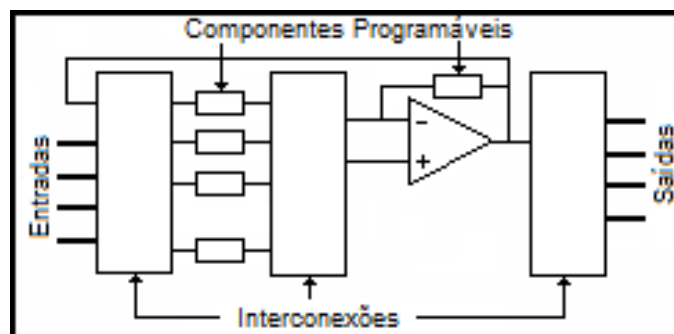 Componentes Programáveis
Entradas
−
+
Saídas
Interconexões